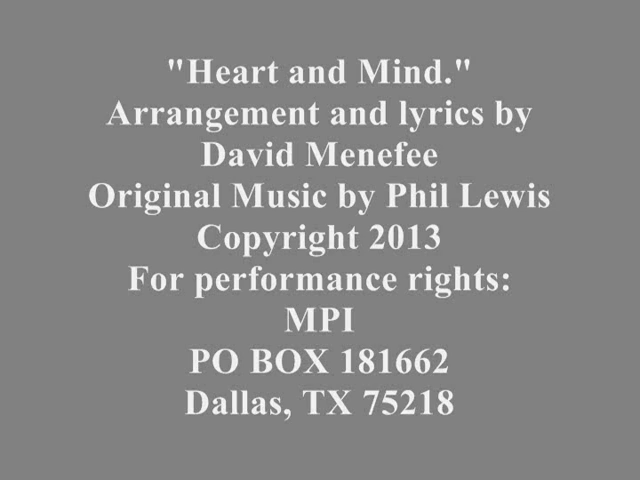 "Heart and Mind."
Arrangement and lyrics by
David Menefee
Original Music by Phil Lewis
Copyright 2013
For performance rights:
MPI
PO BOX 181662
Dallas, TX 75218